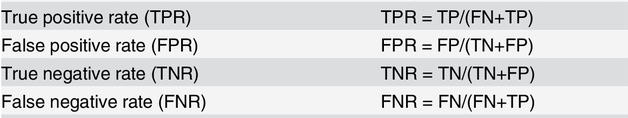 True positive rate (TPR) TPR = TP/(FN+TP)
False positive rate (FPR) FPR = FP/(TN+FP)
True negative rate (TNR) TNR = TN/(TN+FP)
False negative rate (FNR) FNR = FN/(FN+TP)